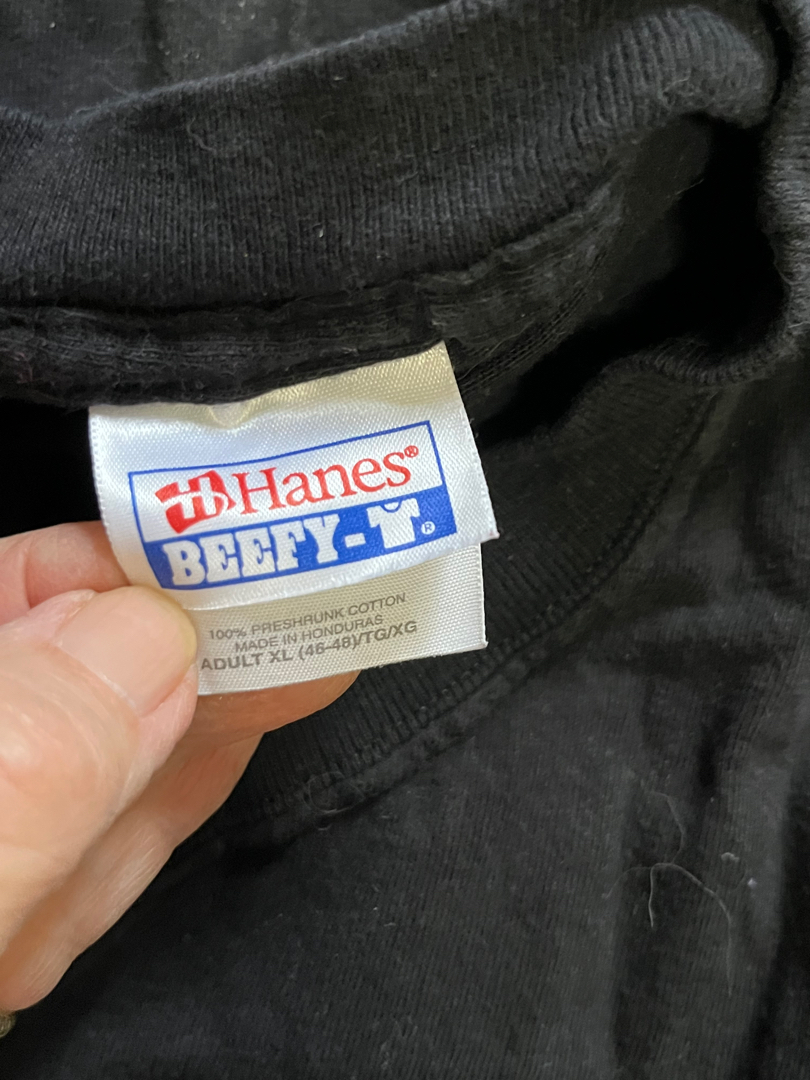 Hanes®
BEEFY-T®
100% PRESHRUNK COTTON
MADE IN HONDURAS
ADULT XL (46-48)/TG/XG